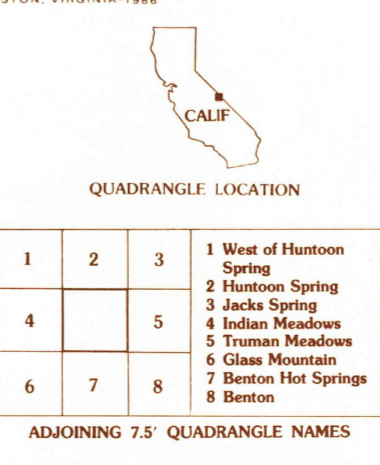 VIRGINIA-1986
CALIF
QUADRANGLE LOCATION
1 2 3
4 5
6 7 8
1 West of Huntoon
Spring
2 Huntoon Spring
3 Jacks Spring
4 Indian Meadows
5 Truman Meadows
6 Glass Mountain
7 Benton Hot Springs
8 Benton
ADJOINING 7.5′ QUADRANGLE NAMES